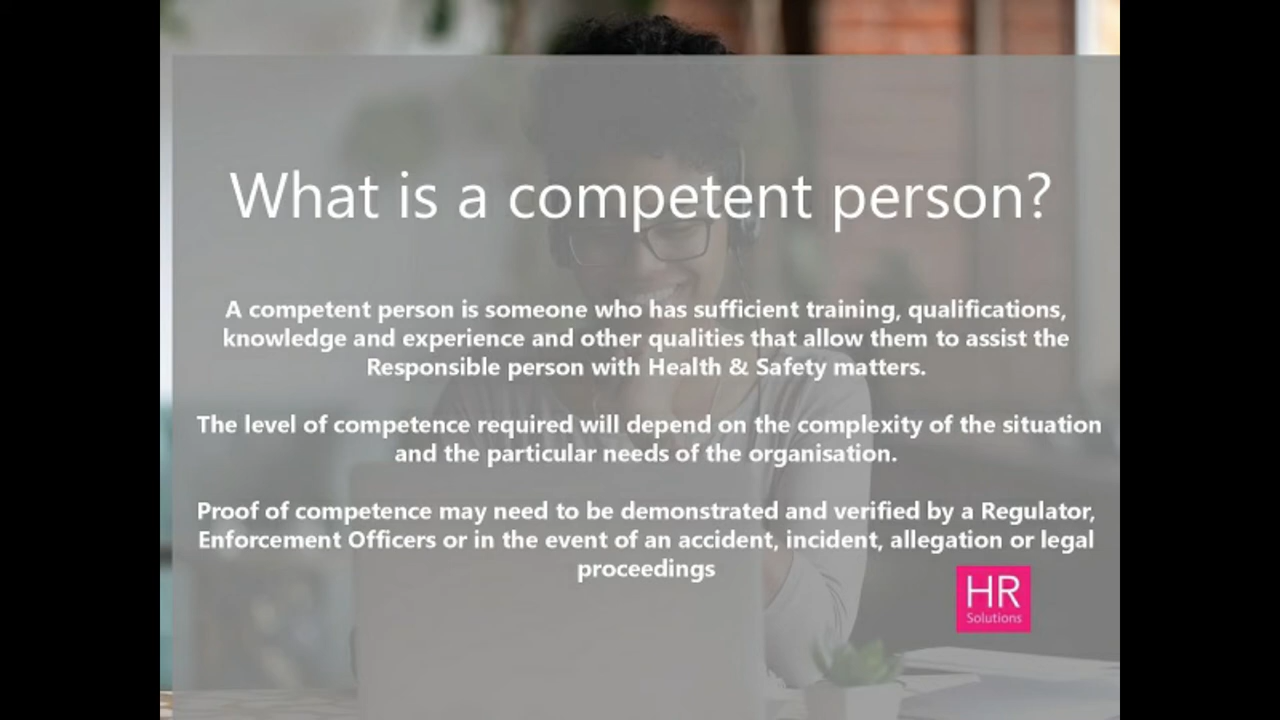 What is a competent person?
A competent person is someone who has sufficient training, qualifications,
knowledge and experience and other qualities that allow them to assist the
Responsible person with Health & Safety matters.
The level of competence required will depend on the complexity of the situation
and the particular needs of the organisation.
Proof of competence may need to be demonstrated and verified by a Regulator,
Enforcement Officers or in the event of an accident, incident, allegation or legal
proceedings
HR
Solutions